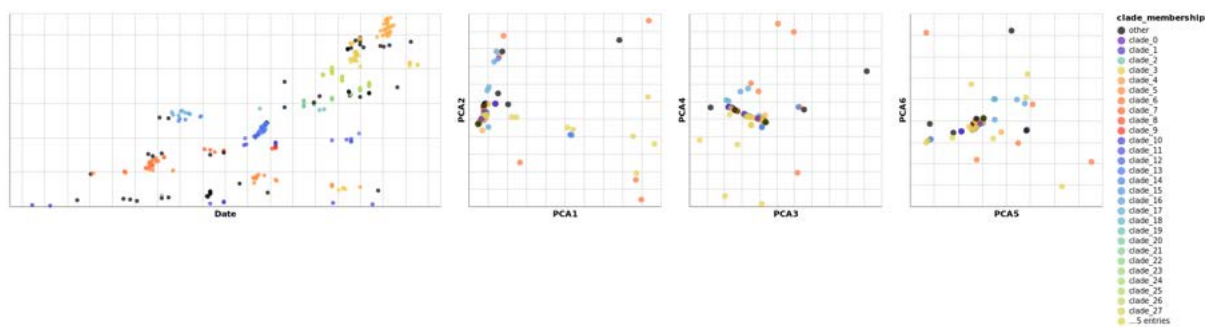 Date
PCA1
PCA2
PCA3
PCA4
PCA5
PCA6
clade_membership
other
clade_0
clade_1
clade_2
clade_3
clade_4
clade_5
clade_6
clade_7
clade_8
clade_9
clade_10
clade_11
clade_12
clade_13
clade_14
clade_15
clade_16
clade_17
clade_18
clade_19
clade_20
clade_21
clade_22
clade_23
clade_24
clade_25
clade_26
clade_27
...5 entries